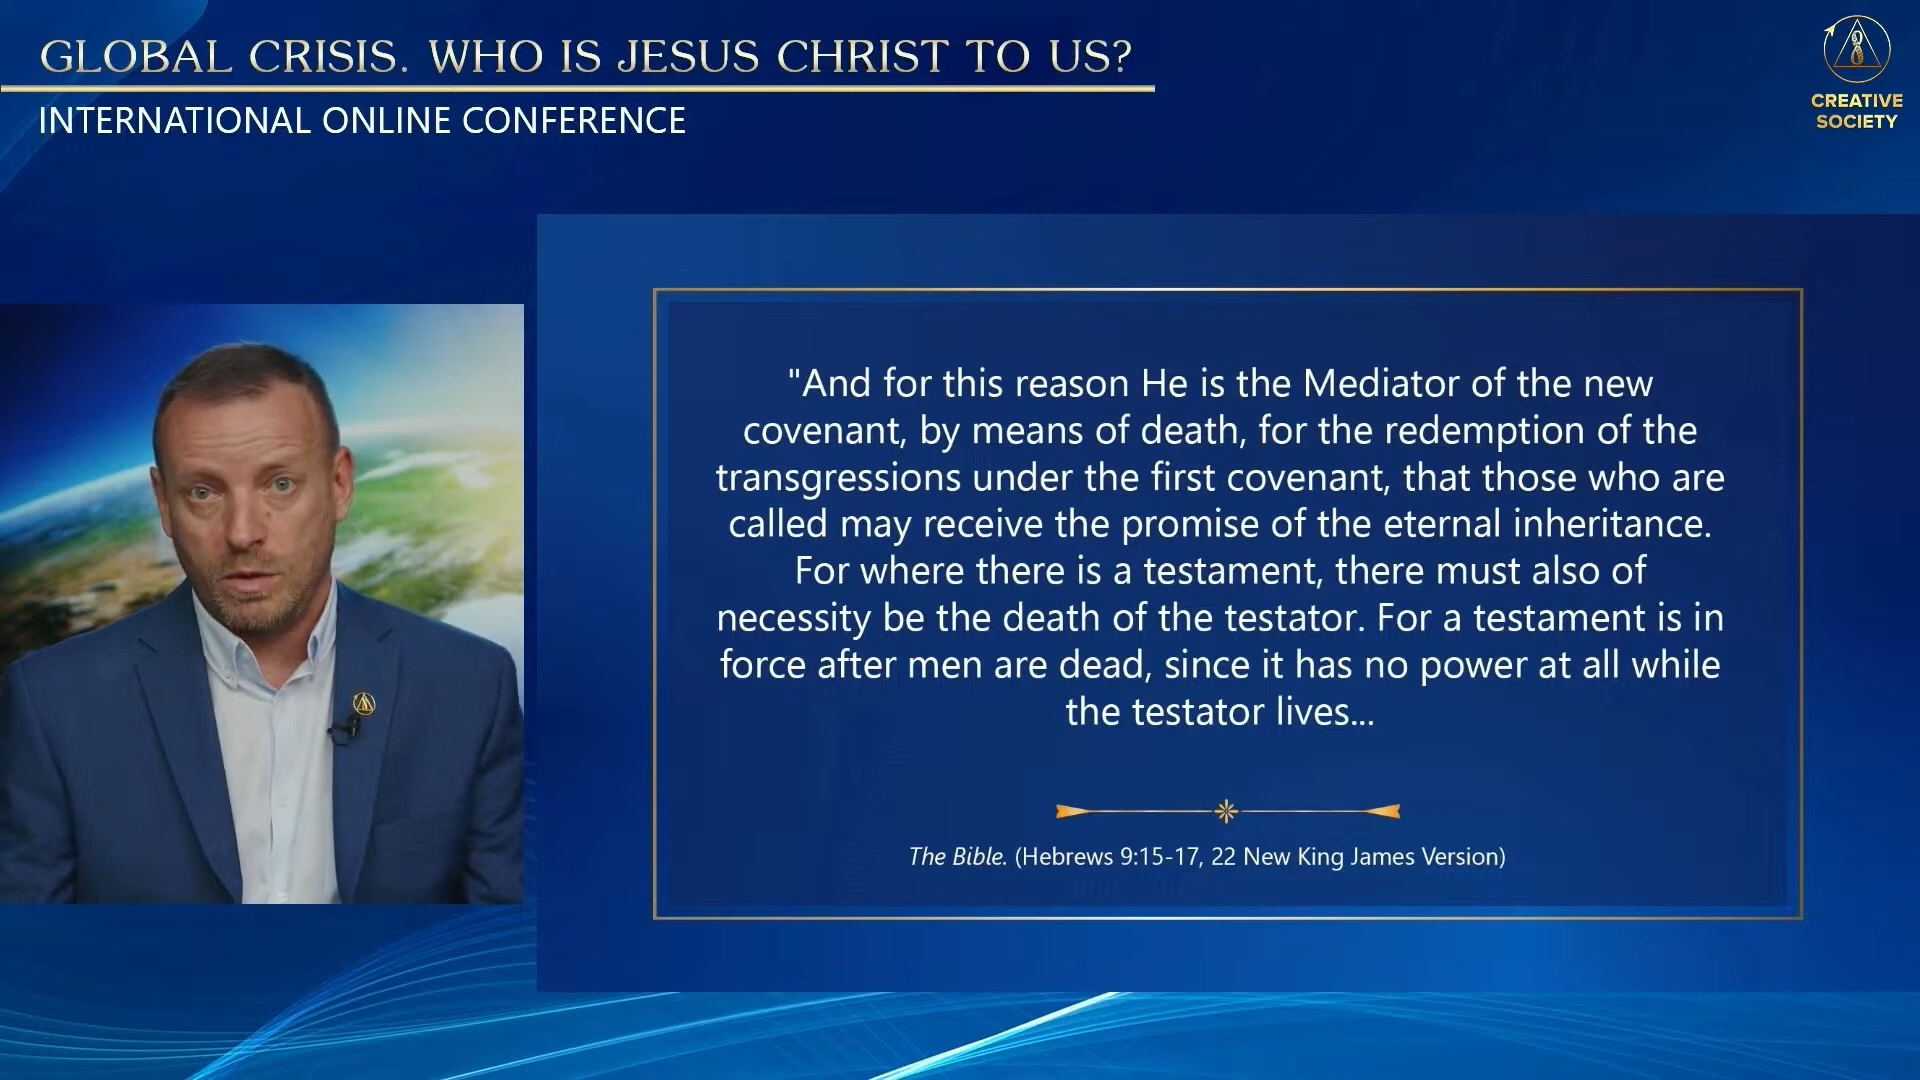 GLOBAL CRISIS. WHO IS JESUS CHRIST TO US?
INTERNATIONAL ONLINE CONFERENCE
CREATIVE
SOCIETY
"And for this reason He is the Mediator of the new
covenant, by means of death, for the redemption of the
transgressions under the first covenant, that those who are
called may receive the promise of the eternal inheritance.
For where there is a testament, there must also of
necessity be the death of the testator. For a testament is in
force after men are dead, since it has no power at all while
the testator lives...
The Bible. (Hebrews 9:15-17, 22 New King James Version)